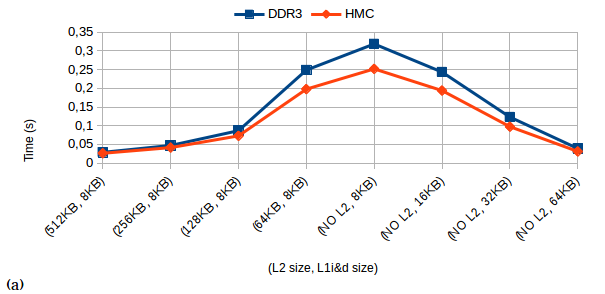 DDR3 HMC
0,35
0,3
0,25
0,2
0,15
0,1
0,05
0
Time (s)
(512KB, 8KB)
(256KB, 8KB)
(128KB, 8KB)
(64KB, 8KB)
(NO L2, 8KB)
(NO L2, 16KB)
(NO L2, 32KB)
(NO L2, 64KB)
(L2 size, L1i&d size)
(a)